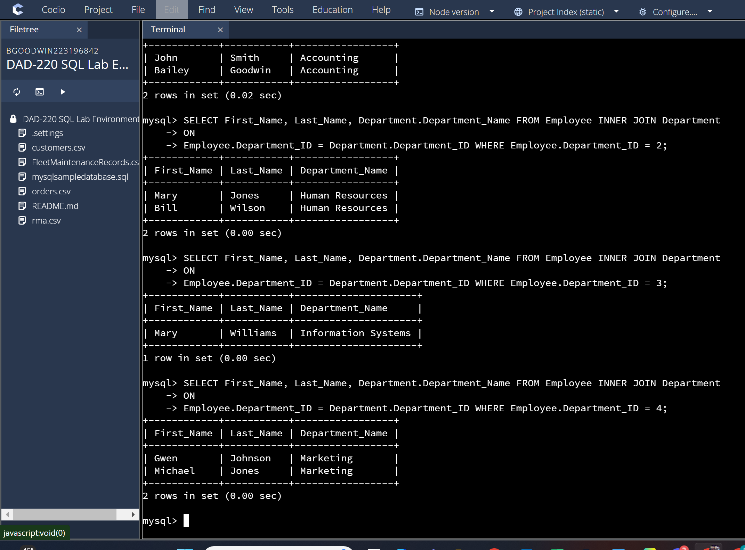 Codio Project File Edit Find View Tools Education Help Node version Project Index (static) Configure....
Filetree × Terminal ×
BGOODWIN223196842
DAD-220 SQL Lab E...
DAD-220 SQL Lab Environment
.settings
customers.csv
FleetMaintenanceRecords.cs
mysqlsampledatabase.sql
orders.csv
README.md
rma.csv
javascript:void(0)
+------------+-----------+-----------------+
| John | Smith | Accounting |
| Bailey | Goodwin | Accounting |
+------------+-----------+-----------------+
2 rows in set (0.02 sec)
mysql> SELECT First_Name, Last_Name, Department.Department_Name FROM Employee INNER JOIN Department
-> ON
-> Employee.Department_ID = Department.Department_ID WHERE Employee.Department_ID = 2;
+------------+-----------+-----------------+
| First_Name | Last_Name | Department_Name |
+------------+-----------+-----------------+
| Mary | Jones | Human Resources |
| Bill | Wilson | Human Resources |
+------------+-----------+-----------------+
2 rows in set (0.00 sec)
mysql> SELECT First_Name, Last_Name, Department.Department_Name FROM Employee INNER JOIN Department
-> ON
-> Employee.Department_ID = Department.Department_ID WHERE Employee.Department_ID = 3;
+------------+-----------+---------------------+
| First_Name | Last_Name | Department_Name |
+------------+-----------+---------------------+
| Mary | Williams | Information Systems |
+------------+-----------+---------------------+
1 row in set (0.00 sec)
mysql> SELECT First_Name, Last_Name, Department.Department_Name FROM Employee INNER JOIN Department
-> ON
-> Employee.Department_ID = Department.Department_ID WHERE Employee.Department_ID = 4;
+------------+-----------+-----------------+
| First_Name | Last_Name | Department_Name |
+------------+-----------+-----------------+
| Gwen | Johnson | Marketing |
| Michael | Jones | Marketing |
+------------+-----------+-----------------+
2 rows in set (0.00 sec)
mysql>